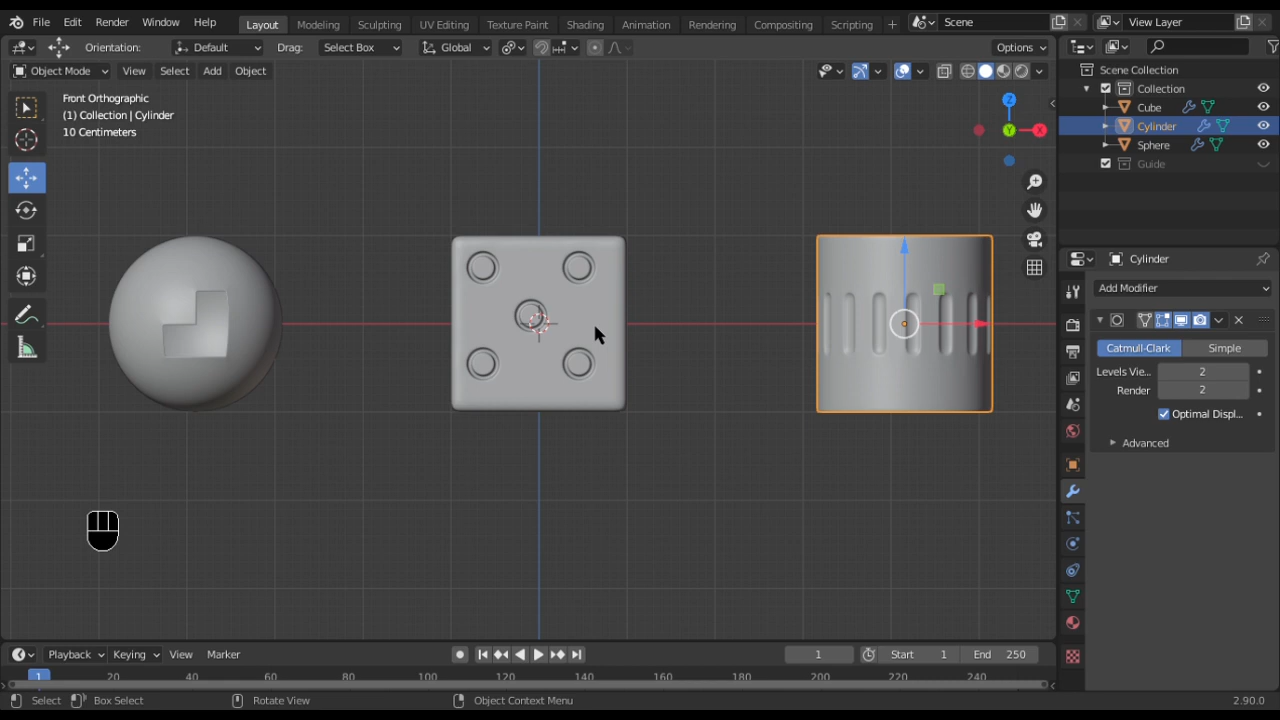 File Edit Render Window Help Layout Modeling Sculpting UV Editing Texture Paint Shading Animation Rendering Compositing Scripting + Scene View Layer
Orientation: Default Drag: Select Box Global Options
Object Mode View Select Add Object
Front Orthographic
(1) Collection | Cylinder
10 Centimeters
Z
Y
X
Scene Collection
Collection
Cube
Cylinder
Sphere
Guide
Cylinder
Add Modifier
Catmull-Clark Simple
Levels Vie... 2
Render 2
Optimal Displ...
Advanced
Playback Keying View Marker 1 Start 1 End 250
1 20 40 60 80 100 120 140 160 180 200 220 240
Select Box Select Rotate View Object Context Menu 2.90.0